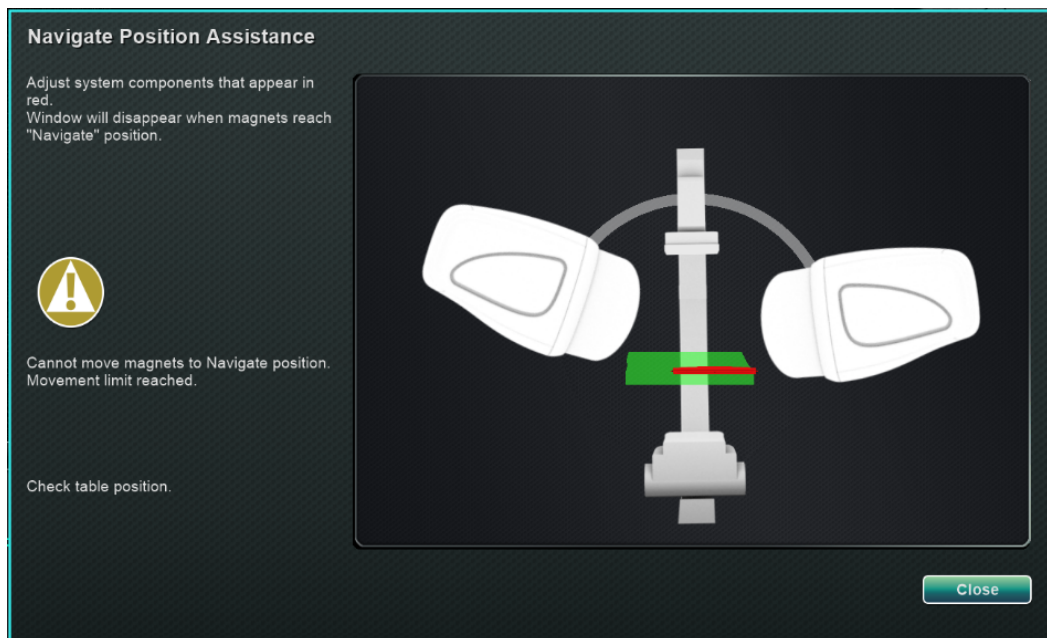 Navigate Position Assistance
Adjust system components that appear in
red.
Window will disappear when magnets reach
"Navigate" position.
Cannot move magnets to Navigate position.
Movement limit reached.
Check table position.
Close